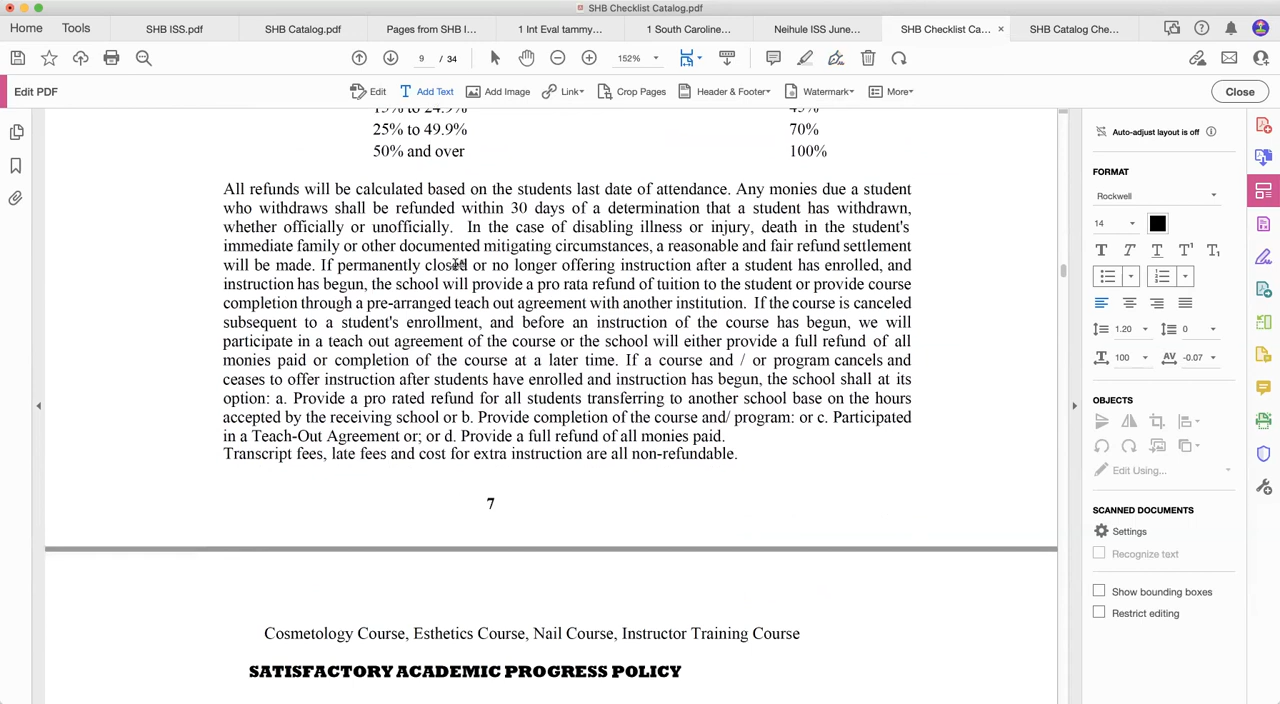 SHB Checklist Catalog.pdf
Home Tools SHB ISS.pdf SHB Catalog.pdf Pages from SHB I... 1 Int Eval tammy... 1 South Caroline... Neihule ISS June... SHB Checklist Ca... × SHB Catalog Che...
9 / 34 152%
Edit PDF Edit Add Text Add Image Link Crop Pages Header & Footer Watermark More Close
15% to 24.9% 45%
25% to 49.9% 70%
50% and over 100%
All refunds will be calculated based on the students last date of attendance. Any monies due a student
who withdraws shall be refunded within 30 days of a determination that a student has withdrawn,
whether officially or unofficially. In the case of disabling illness or injury, death in the student's
immediate family or other documented mitigating circumstances, a reasonable and fair refund settlement
will be made. If permanently closed or no longer offering instruction after a student has enrolled, and
instruction has begun, the school will provide a pro rata refund of tuition to the student or provide course
completion through a pre-arranged teach out agreement with another institution. If the course is canceled
subsequent to a student's enrollment, and before an instruction of the course has begun, we will
participate in a teach out agreement of the course or the school will either provide a full refund of all
monies paid or completion of the course at a later time. If a course and / or program cancels and
ceases to offer instruction after students have enrolled and instruction has begun, the school shall at its
option: a. Provide a pro rated refund for all students transferring to another school base on the hours
accepted by the receiving school or b. Provide completion of the course and/ program: or c. Participated
in a Teach-Out Agreement or; or d. Provide a full refund of all monies paid.
Transcript fees, late fees and cost for extra instruction are all non-refundable.
7
Cosmetology Course, Esthetics Course, Nail Course, Instructor Training Course
SATISFACTORY ACADEMIC PROGRESS POLICY
Auto-adjust layout is off
FORMAT
Rockwell
14
T T T T¹ T₁
1.20 0
100 AV -0.07
OBJECTS
Edit Using...
SCANNED DOCUMENTS
Settings
Recognize text
Show bounding boxes
Restrict editing